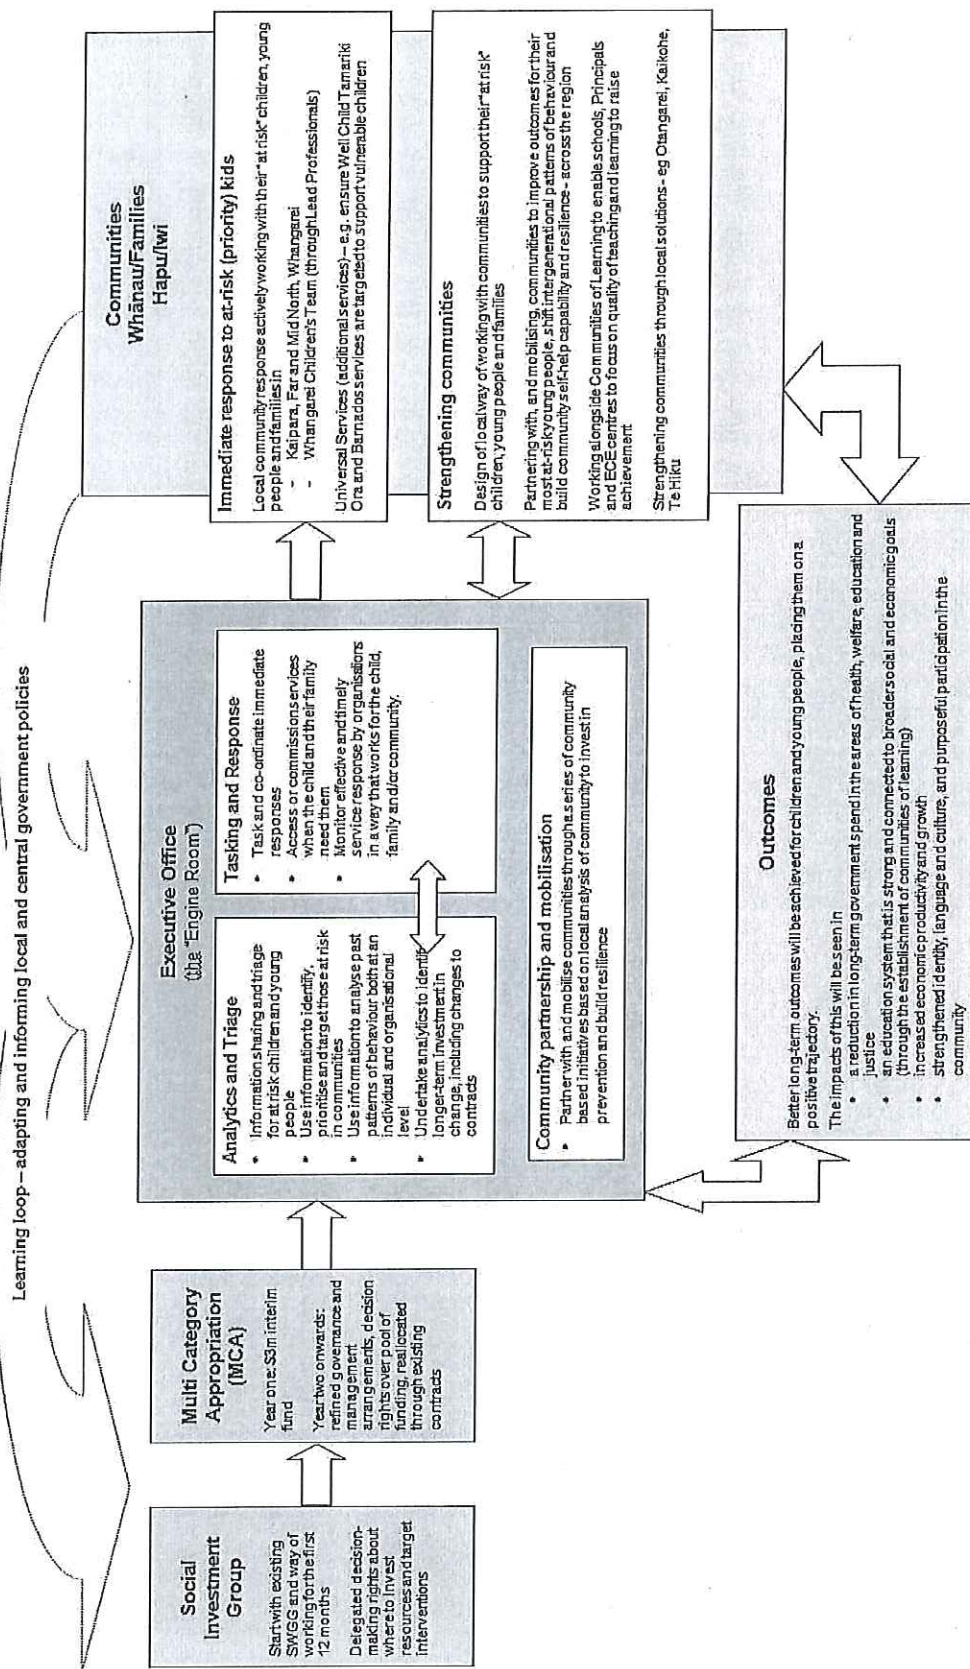 Learning loop – adapting and informing local and central government policies
Social
Investment
Group
Start with existing
SWGG and way of
working for the first
12 months
Delegated decision-
making rights about
where to Invest
resources and target
interventions
Multi Category
Appropriation
(MCA)
Year one: $3m interim
fund
Year two onwards:
refined governance and
management
arrangements, decision
rights over pool of
funding, reallocated
through existing
contracts
Executive Office
(the "Engine Room")
Analytics and Triage
• Information sharing and triage
for at risk children and young
people
• Use information to identify,
prioritise and target those at risk
in communities
• Use information to analyse past
patterns of behaviour both at an
individual and organisational
level
• Undertake analytics to identify
longer-term investment in
change, including changes to
contracts
Tasking and Response
• Task and co-ordinate immediate
responses
• Access or commission services
when the child and their family
need them
• Monitor effective and timely
service response by organisations
in a way that works for the child,
family and/or community.
Community partnership and mobilisation
• Partner with and mobilise communities through a series of community
based initiatives based on local analysis of community to invest in
prevention and build resilience
Communities
Whānau/Families
Hapu/Iwi
Immediate response to at-risk (priority) kids
Local community response actively working with their "at risk" children, young
people and families in
– Kaipara, Far and Mid North, Whangarei
– Whangarei Children's Team (through Lead Professionals)
Universal Services (additional services) – e.g. ensure Well Child Tamariki
Ora and Barnados services are targeted to support vulnerable children
Strengthening communities
Design of local way of working with communities to support their "at risk"
children, young people and families
Partnering with, and mobilising, communities to improve outcomes for their
most at-risk young people, shift intergenerational patterns of behaviour and
build community self-help capability and resilience - across the region
Working alongside Communities of Learning to enable schools, Principals
and ECE centres to focus on quality of teaching and learning to raise
achievement
Strengthening communities through local solutions - eg Otangarei, Kaikohe,
Te Hiku
Outcomes
Better long-term outcomes will be achieved for children and young people, placing them on a
positive trajectory.
The impacts of this will be seen in
• a reduction in long-term government spend in the areas of health, welfare, education and
justice
• an education system that is strong and connected to broader social and economic goals
(through the establishment of communities of learning)
• increased economic productivity and growth
• strengthened identity, language and culture, and purposeful participation in the
community